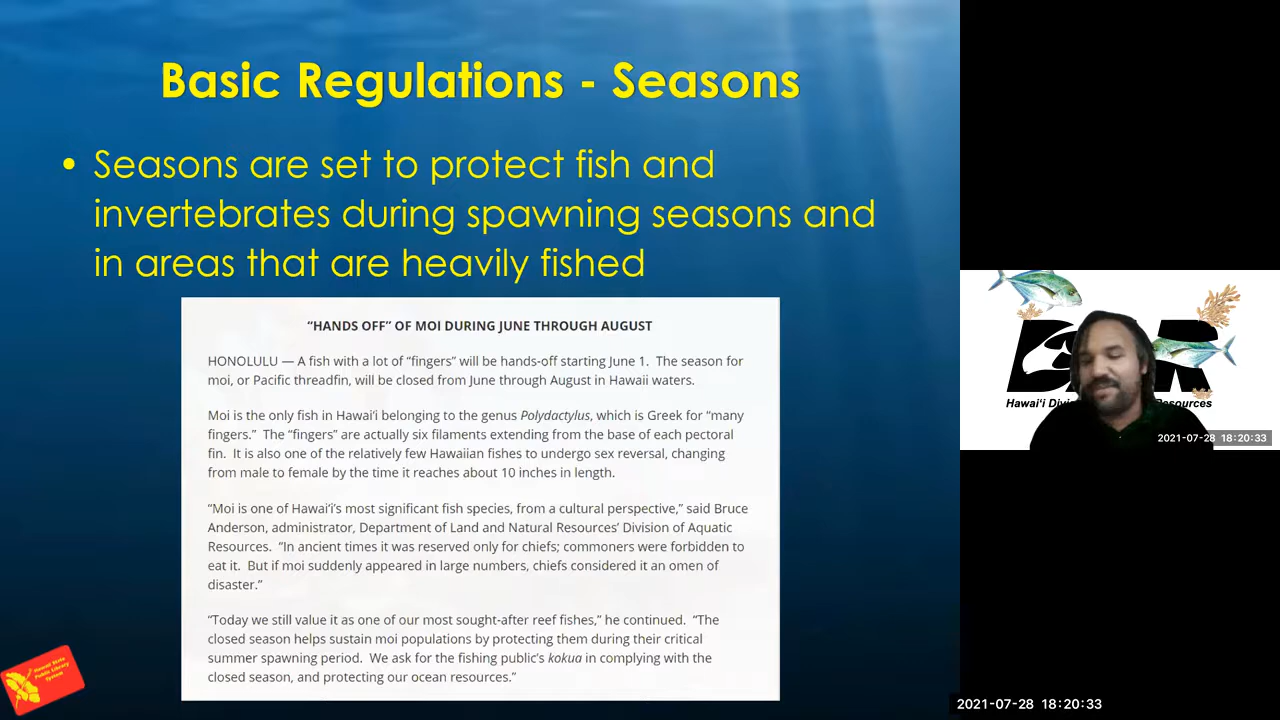 Basic Regulations - Seasons
• Seasons are set to protect fish and
invertebrates during spawning seasons and
in areas that are heavily fished
“HANDS OFF” OF MOI DURING JUNE THROUGH AUGUST
HONOLULU — A fish with a lot of “fingers” will be hands-off starting June 1. The season for
moi, or Pacific threadfin, will be closed from June through August in Hawaii waters.
Moi is the only fish in Hawai‘i belonging to the genus Polydactylus, which is Greek for “many
fingers.” The “fingers” are actually six filaments extending from the base of each pectoral
fin. It is also one of the relatively few Hawaiian fishes to undergo sex reversal, changing
from male to female by the time it reaches about 10 inches in length.
“Moi is one of Hawai‘i’s most significant fish species, from a cultural perspective,” said Bruce
Anderson, administrator, Department of Land and Natural Resources’ Division of Aquatic
Resources. “In ancient times it was reserved only for chiefs; commoners were forbidden to
eat it. But if moi suddenly appeared in large numbers, chiefs considered it an omen of
disaster.”
“Today we still value it as one of our most sought-after reef fishes,” he continued. “The
closed season helps sustain moi populations by protecting them during their critical
summer spawning period. We ask for the fishing public’s kokua in complying with the
closed season, and protecting our ocean resources.”
Hawaii State
Public Library
System
Hawai‘i
2021-07-28 18:20:33
2021-07-28 18:20:33